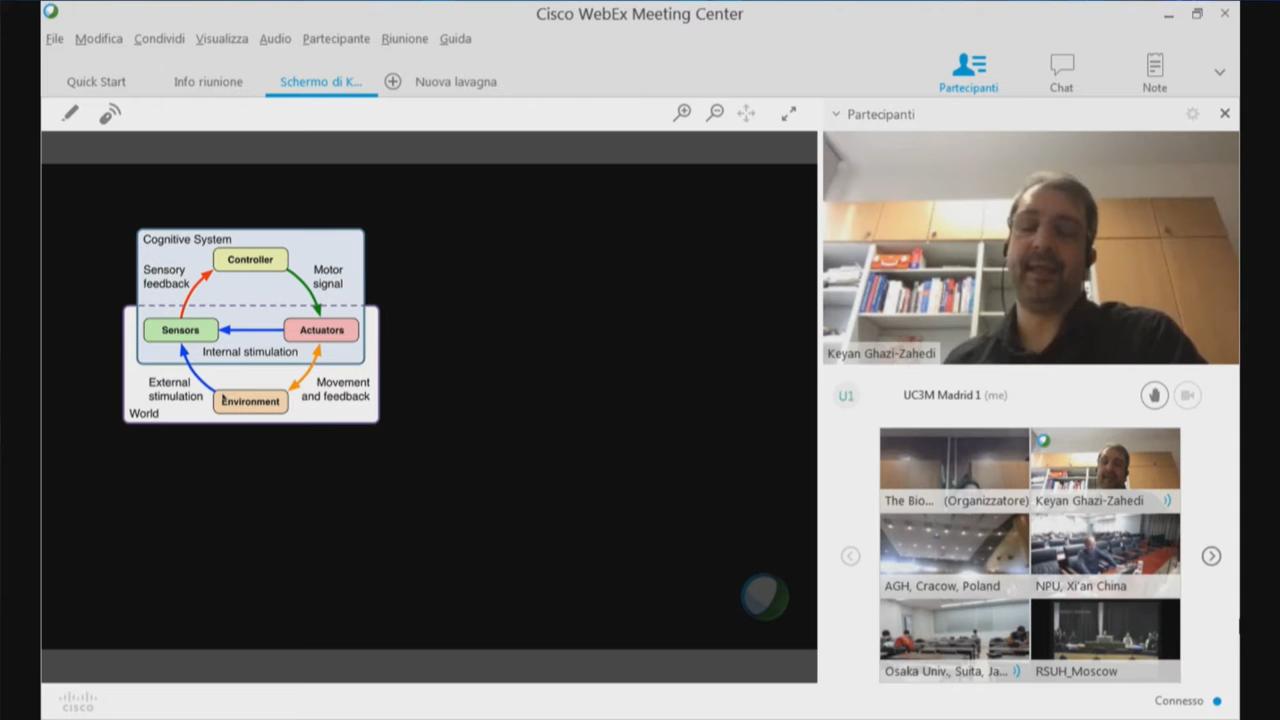 Cisco WebEx Meeting Center
File Modifica Condividi Visualizza Audio Partecipante Riunione Guida
Quick Start Info riunione Schermo di K... Nuova lavagna
Partecipanti Chat Note
Partecipanti
Cognitive System
Controller
Sensory
feedback
Motor
signal
Sensors
Actuators
Internal stimulation
External
stimulation
Movement
and feedback
Environment
World
Keyan Ghazi-Zahedi
U1 UC3M Madrid 1 (me)
The Bio... (Organizzatore) Keyan Ghazi-Zahedi
AGH, Cracow, Poland NPU, Xi'an China
Osaka Univ., Suita, Ja... RSUH_Moscow
CISCO
Connesso